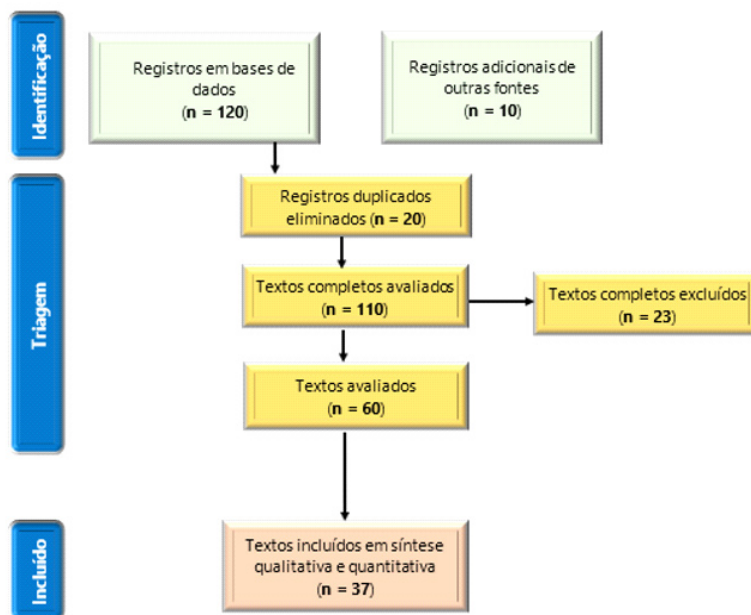 Identificação
Registros em bases de
dados
(n = 120)
Registros adicionais de
outras fontes
(n = 10)
Triagem
Registros duplicados
eliminados (n = 20)
Textos completos avaliados
(n = 110)
Textos completos excluídos
(n = 23)
Textos avaliados
(n = 60)
Incluído
Textos incluídos em síntese
qualitativa e quantitativa
(n = 37)